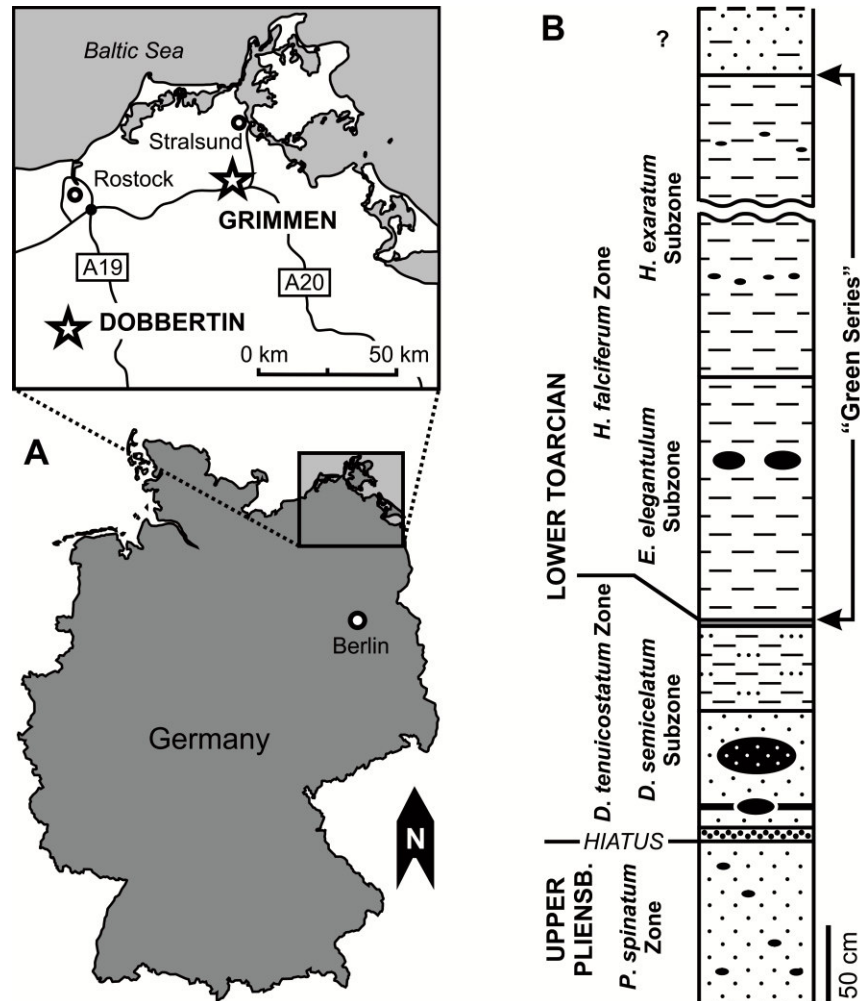 Baltic Sea
Stralsund
Rostock
GRIMMEN
A19
A20
DOBBERTIN
0 km
50 km
A
Berlin
Germany
N
B
?
H. exaratum
Subzone
H. falciferum Zone
"Green Series"
E. elegantulum
Subzone
LOWER TOARCIAN
D. tenuicostatum Zone
D. semicelatum
Subzone
HIATUS
UPPER
PLIENSB.
P. spinatum
Zone
50 cm